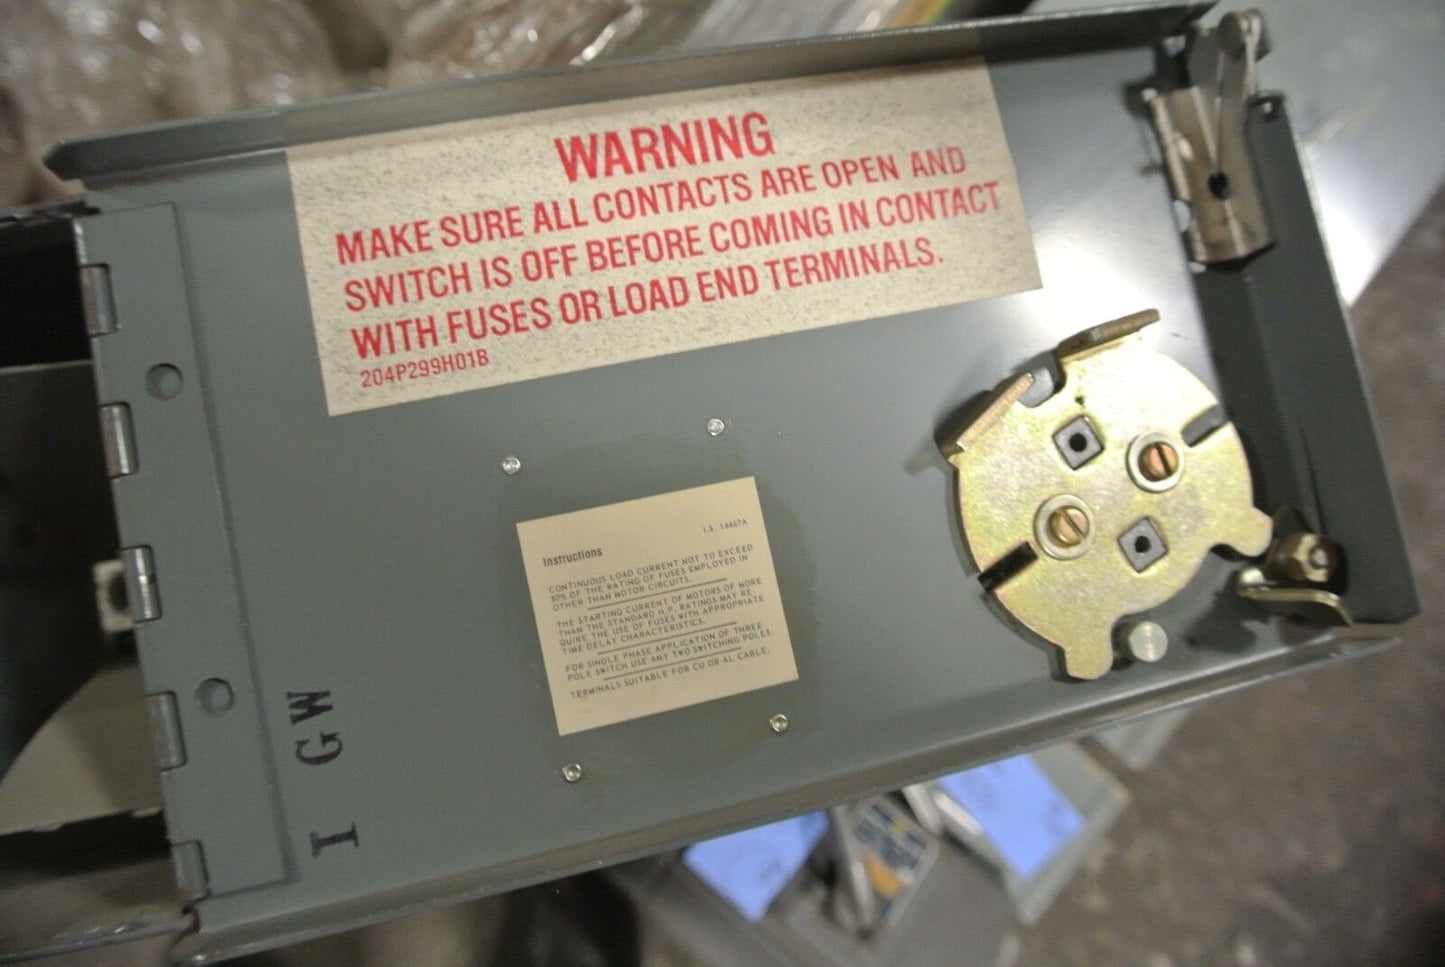 WARNING
MAKE SURE ALL CONTACTS ARE OPEN AND
SWITCH IS OFF BEFORE COMING IN CONTACT
WITH FUSES OR LOAD END TERMINALS.
204P299H01B
I.S. 14467A
Instructions
CONTINUOUS LOAD CURRENT NOT TO EXCEED
80% OF THE RATING OF FUSES EMPLOYED IN
OTHER THAN MOTOR CIRCUITS.
THE STARTING CURRENT OF MOTORS OF MORE
THAN THE STANDARD H.P. RATINGS MAY RE-
QUIRE THE USE OF FUSES WITH APPROPRIATE
TIME DELAY CHARACTERISTICS.
FOR SINGLE PHASE APPLICATION OF THREE
POLE SWITCH USE ANY TWO SWITCHING POLES.
TERMINALS SUITABLE FOR CU OR AL CABLE.
I GW